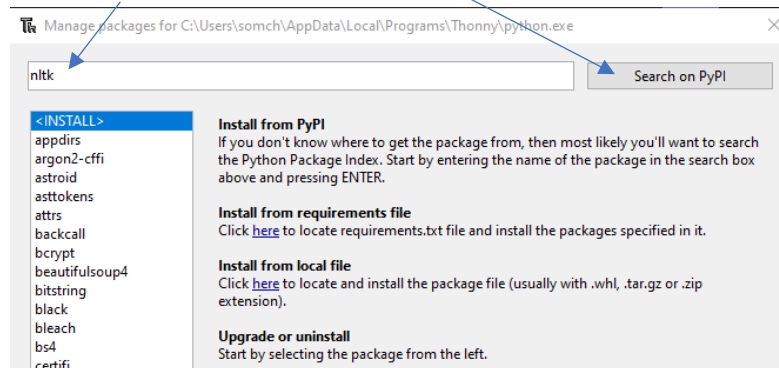 Manage packages for C:\Users\somch\AppData\Local\Programs\Thonny\python.exe
nltk
Search on PyPI
<INSTALL>
appdirs
argon2-cffi
astroid
asttokens
attrs
backcall
bcrypt
beautifulsoup4
bitstring
black
bleach
bs4
certifi
Install from PyPI
If you don't know where to get the package from, then most likely you'll want to search
the Python Package Index. Start by entering the name of the package in the search box
above and pressing ENTER.
Install from requirements file
Click here to locate requirements.txt file and install the packages specified in it.
Install from local file
Click here to locate and install the package file (usually with .whl, .tar.gz or .zip
extension).
Upgrade or uninstall
Start by selecting the package from the left.